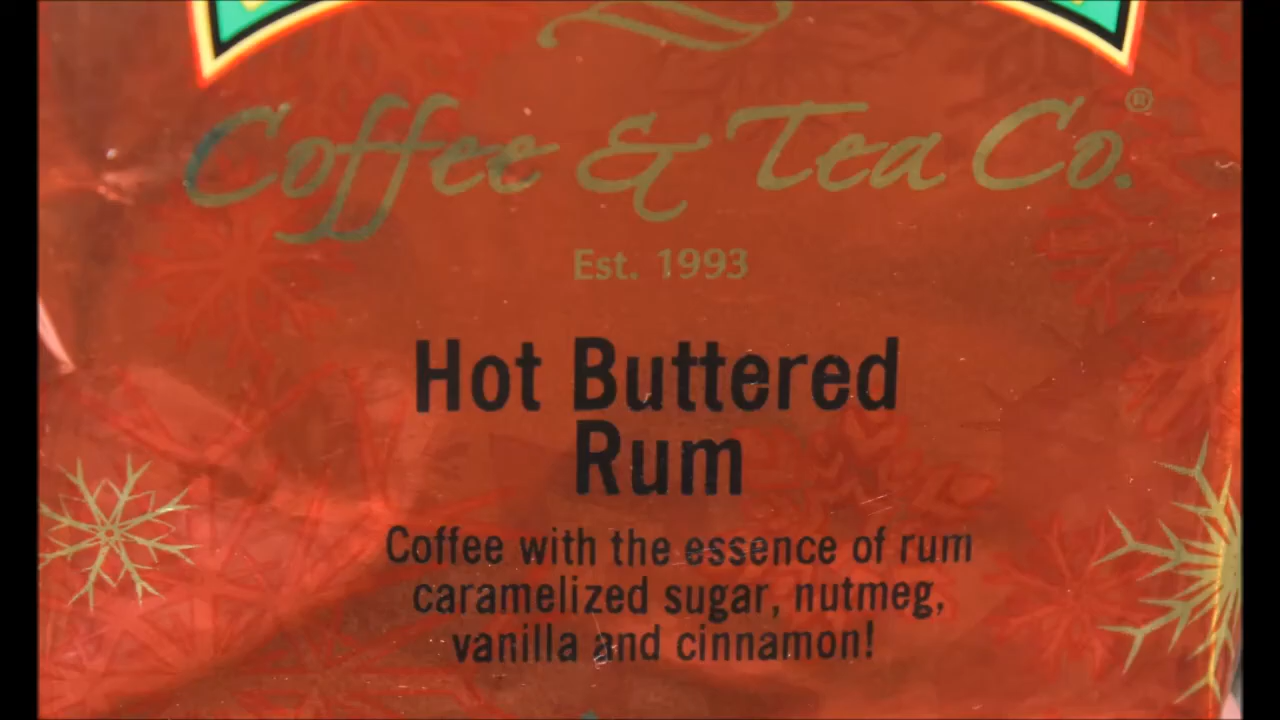 Coffee & Tea Co.®
Est. 1993
Hot Buttered
Rum
Coffee with the essence of rum
caramelized sugar, nutmeg,
vanilla and cinnamon!